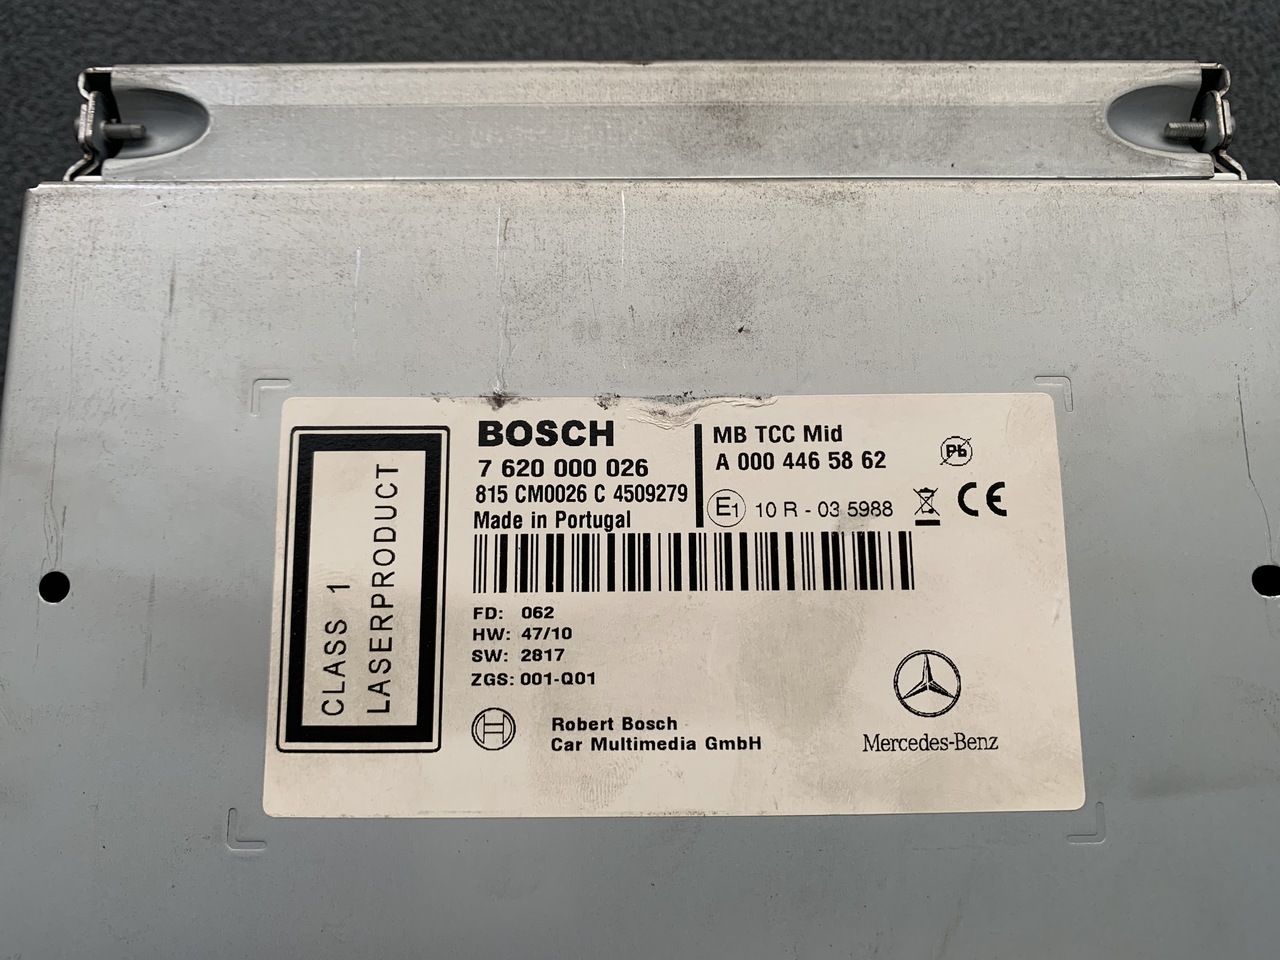 CLASS 1
LASERPRODUCT
BOSCH
7 620 000 026
815 CM0026 C 4509279
Made in Portugal
MB TCC Mid
A 000 446 58 62
Pb
E1 10 R - 03 5988
CE
FD: 062
HW: 47/10
SW: 2817
ZGS: 001-Q01
Robert Bosch
Car Multimedia GmbH
Mercedes-Benz